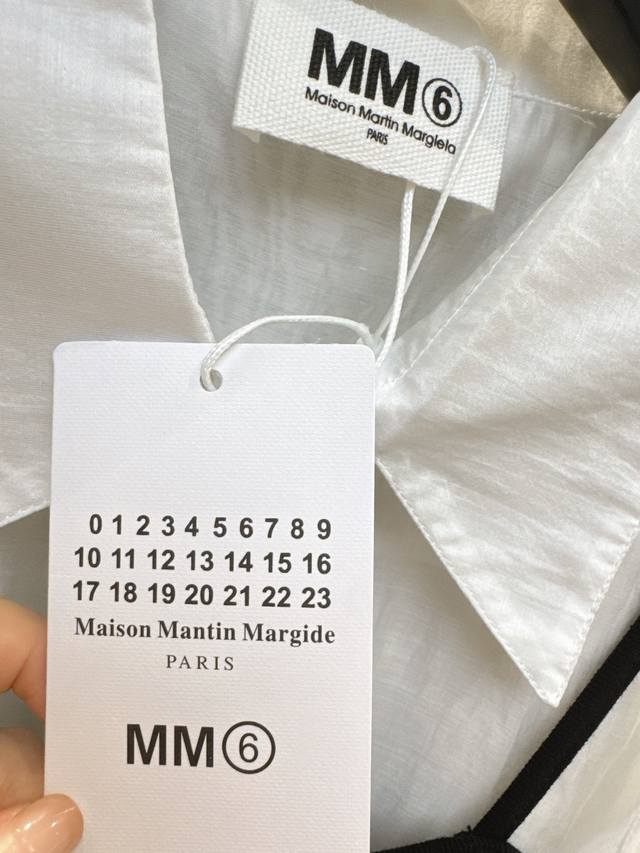 MM⑥
Maison Martin Margiela
PARIS
0 1 2 3 4 5 6 7 8 9
10 11 12 13 14 15 16
17 18 19 20 21 22 23
Maison Mantin Margide
PARIS
MM⑥